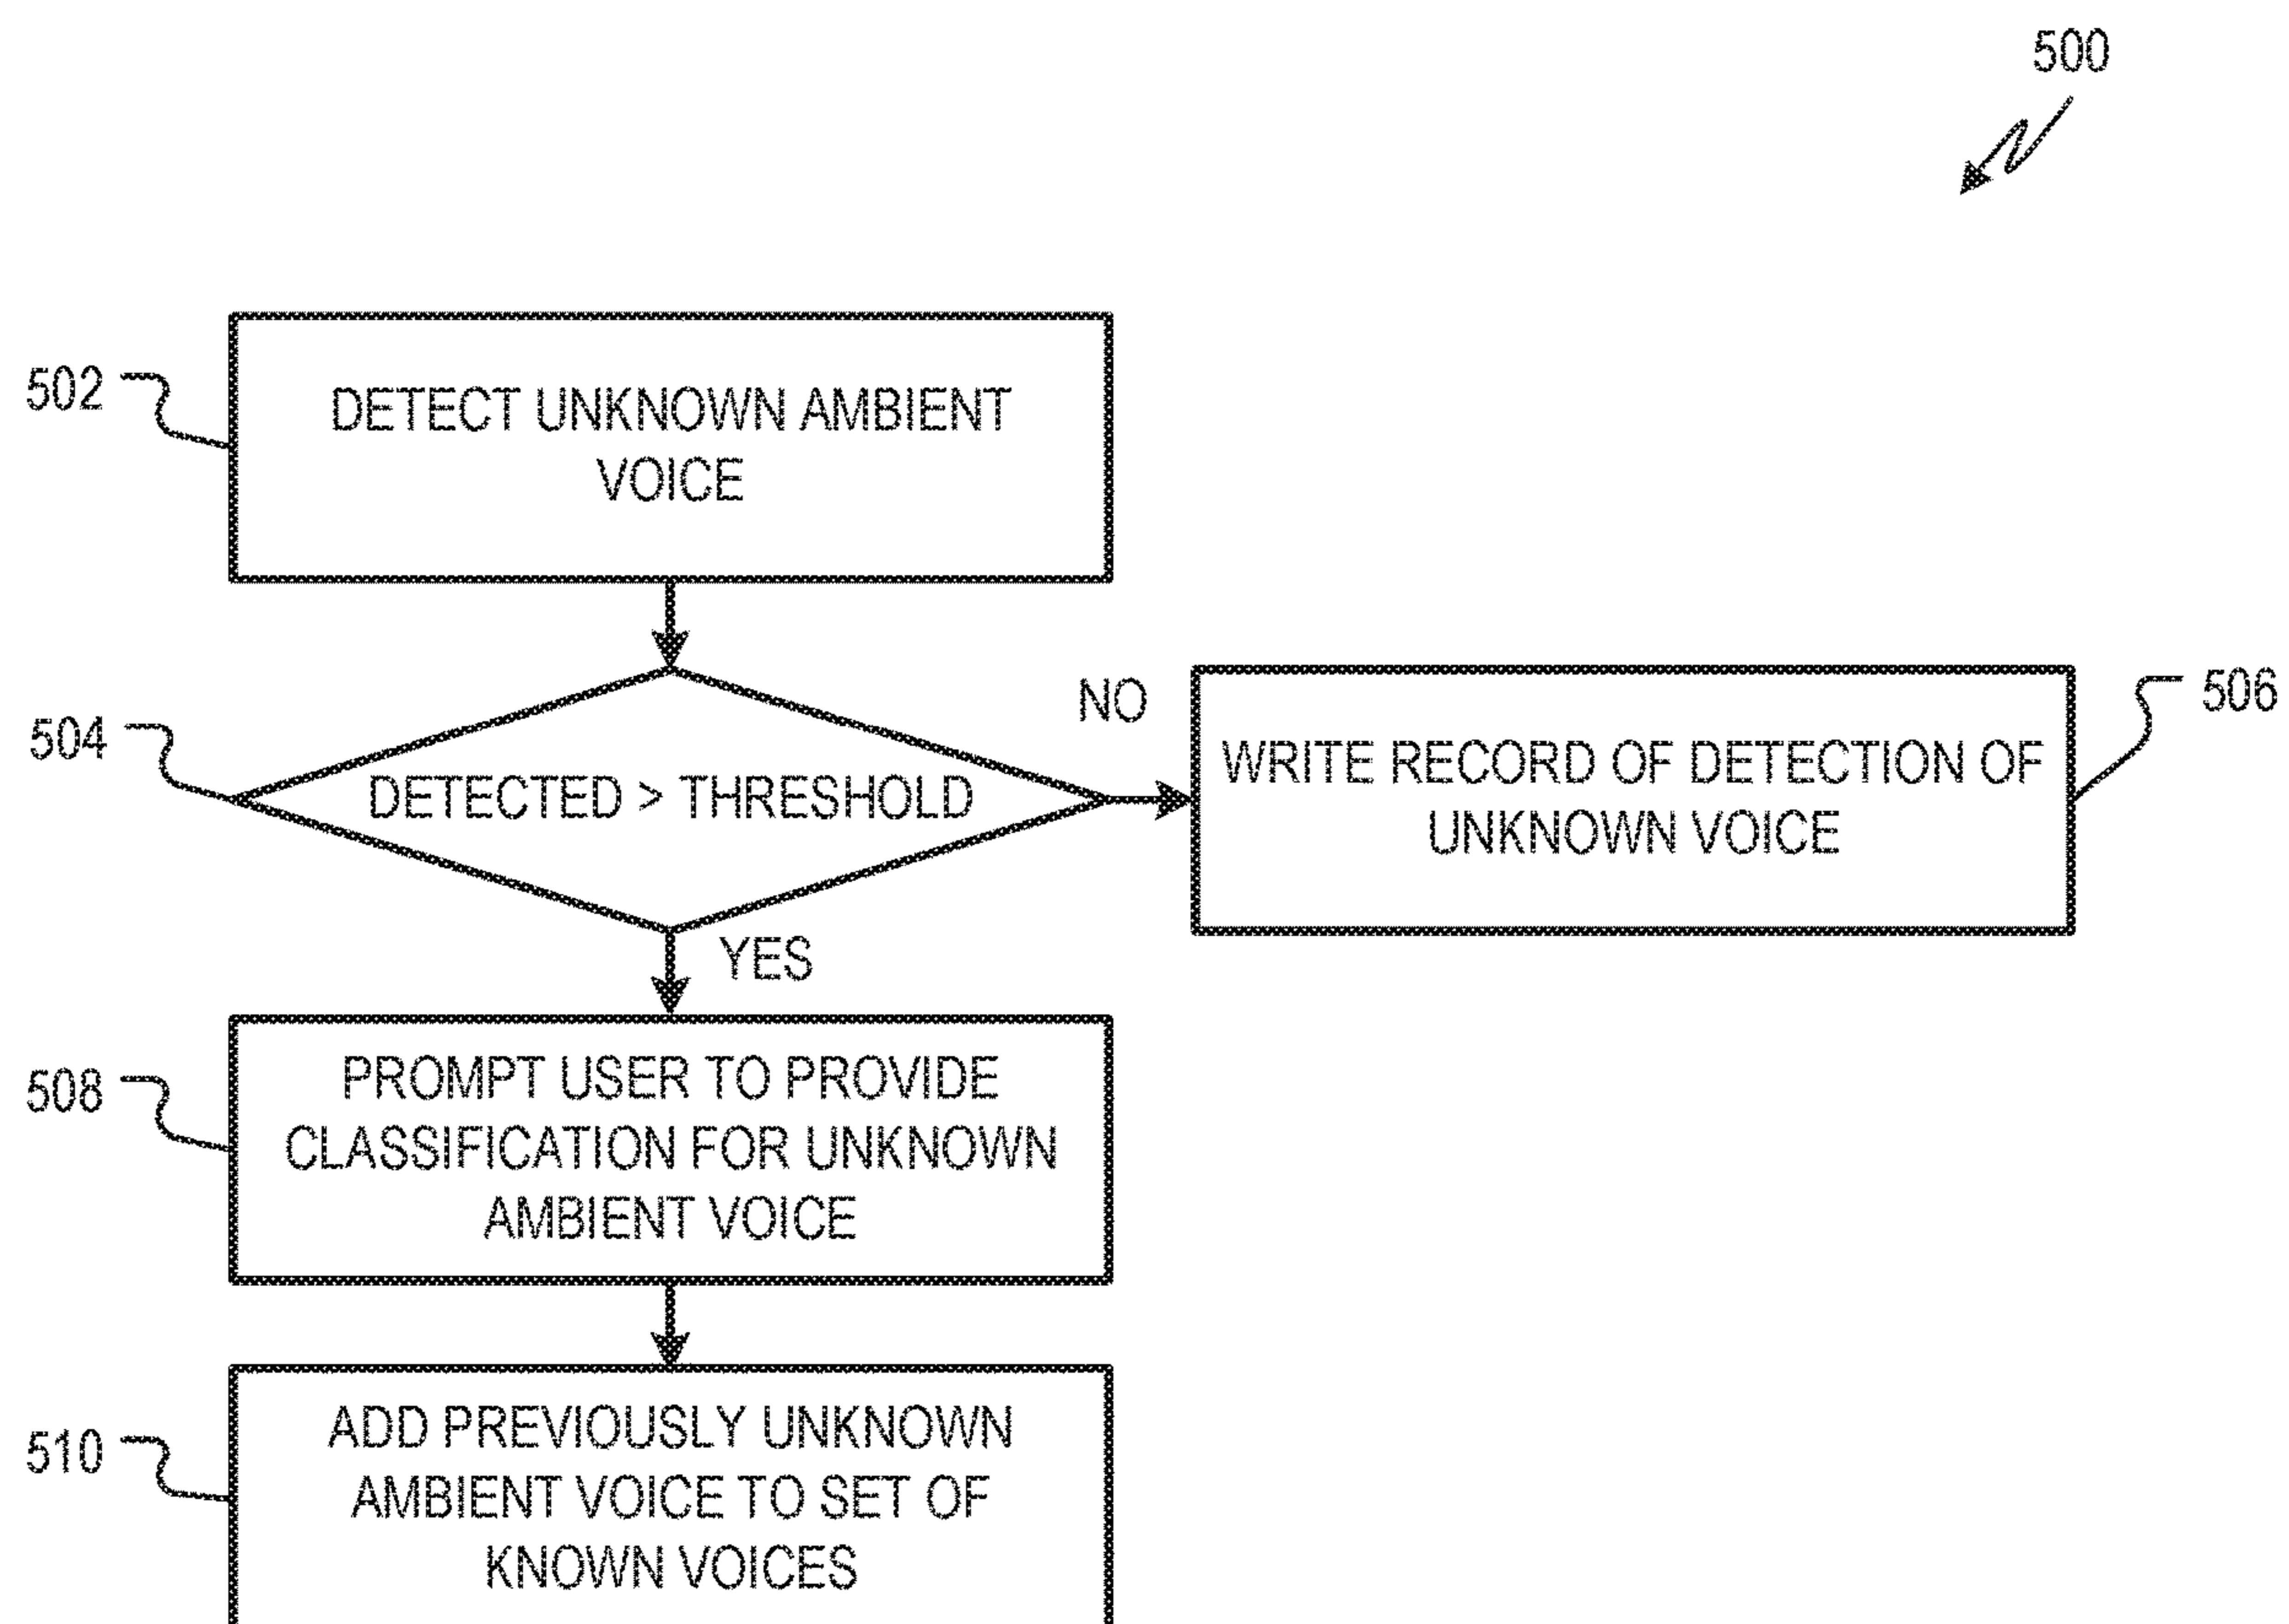 500
502
DETECT UNKNOWN AMBIENT
VOICE
504
DETECTED > THRESHOLD
NO
WRITE RECORD OF DETECTION OF
UNKNOWN VOICE
506
YES
508
PROMPT USER TO PROVIDE
CLASSIFICATION FOR UNKNOWN
AMBIENT VOICE
510
ADD PREVIOUSLY UNKNOWN
AMBIENT VOICE TO SET OF
KNOWN VOICES